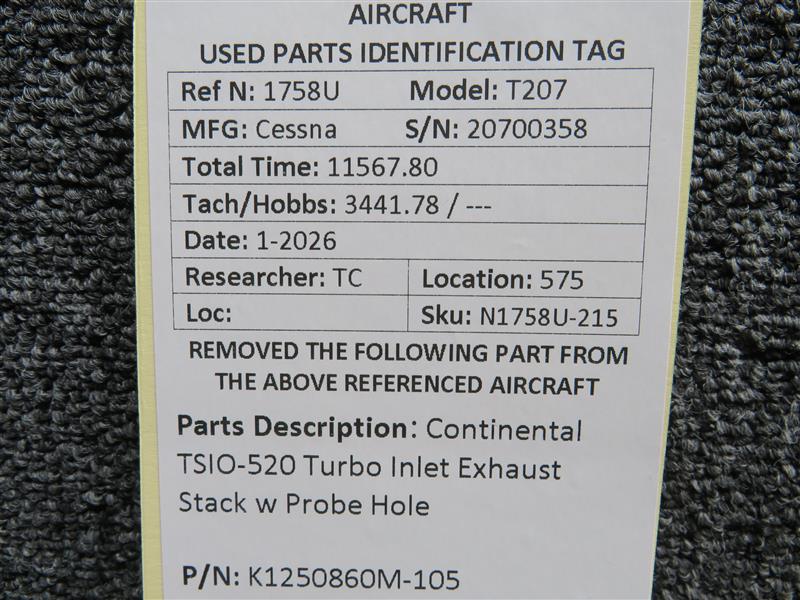 AIRCRAFT
USED PARTS IDENTIFICATION TAG
Ref N: 1758U Model: T207
MFG: Cessna S/N: 20700358
Total Time: 11567.80
Tach/Hobbs: 3441.78 / ---
Date: 1-2026
Researcher: TC Location: 575
Loc: Sku: N1758U-215
REMOVED THE FOLLOWING PART FROM
THE ABOVE REFERENCED AIRCRAFT
Parts Description: Continental
TSIO-520 Turbo Inlet Exhaust
Stack w Probe Hole
P/N: K1250860M-105